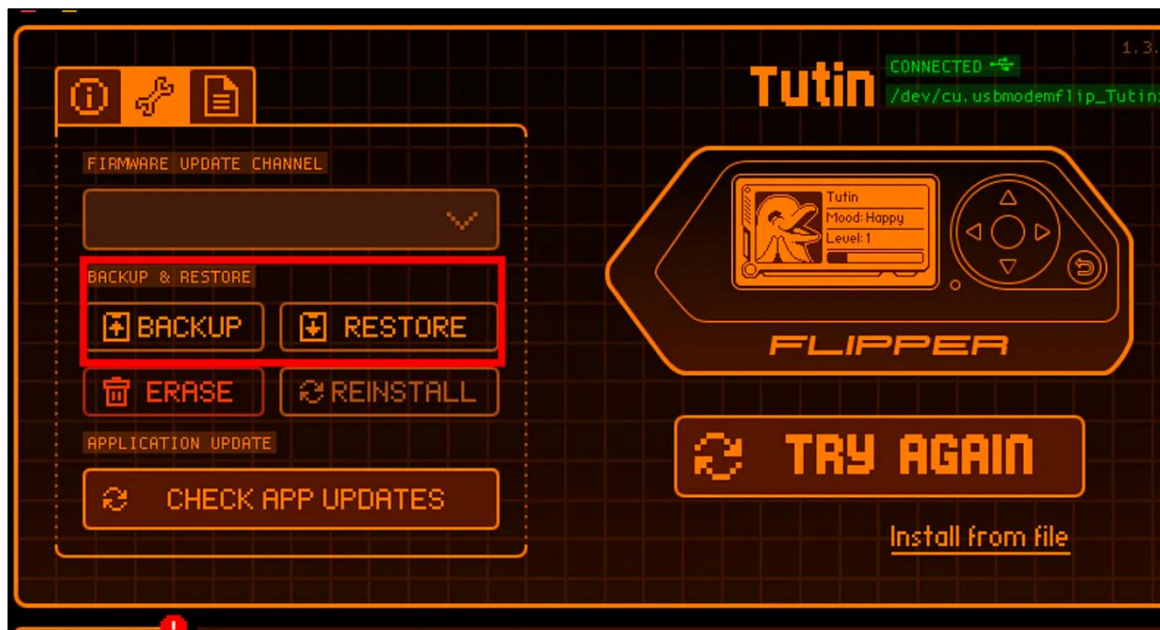 1.3.
Tutin
CONNECTED
/dev/cu.usbmodemflip_Tutin
FIRMWARE UPDATE CHANNEL
BACKUP & RESTORE
BACKUP
RESTORE
ERASE
REINSTALL
APPLICATION UPDATE
CHECK APP UPDATES
Tutin
Mood: Happy
Level: 1
FLIPPER
TRY AGAIN
Install from file